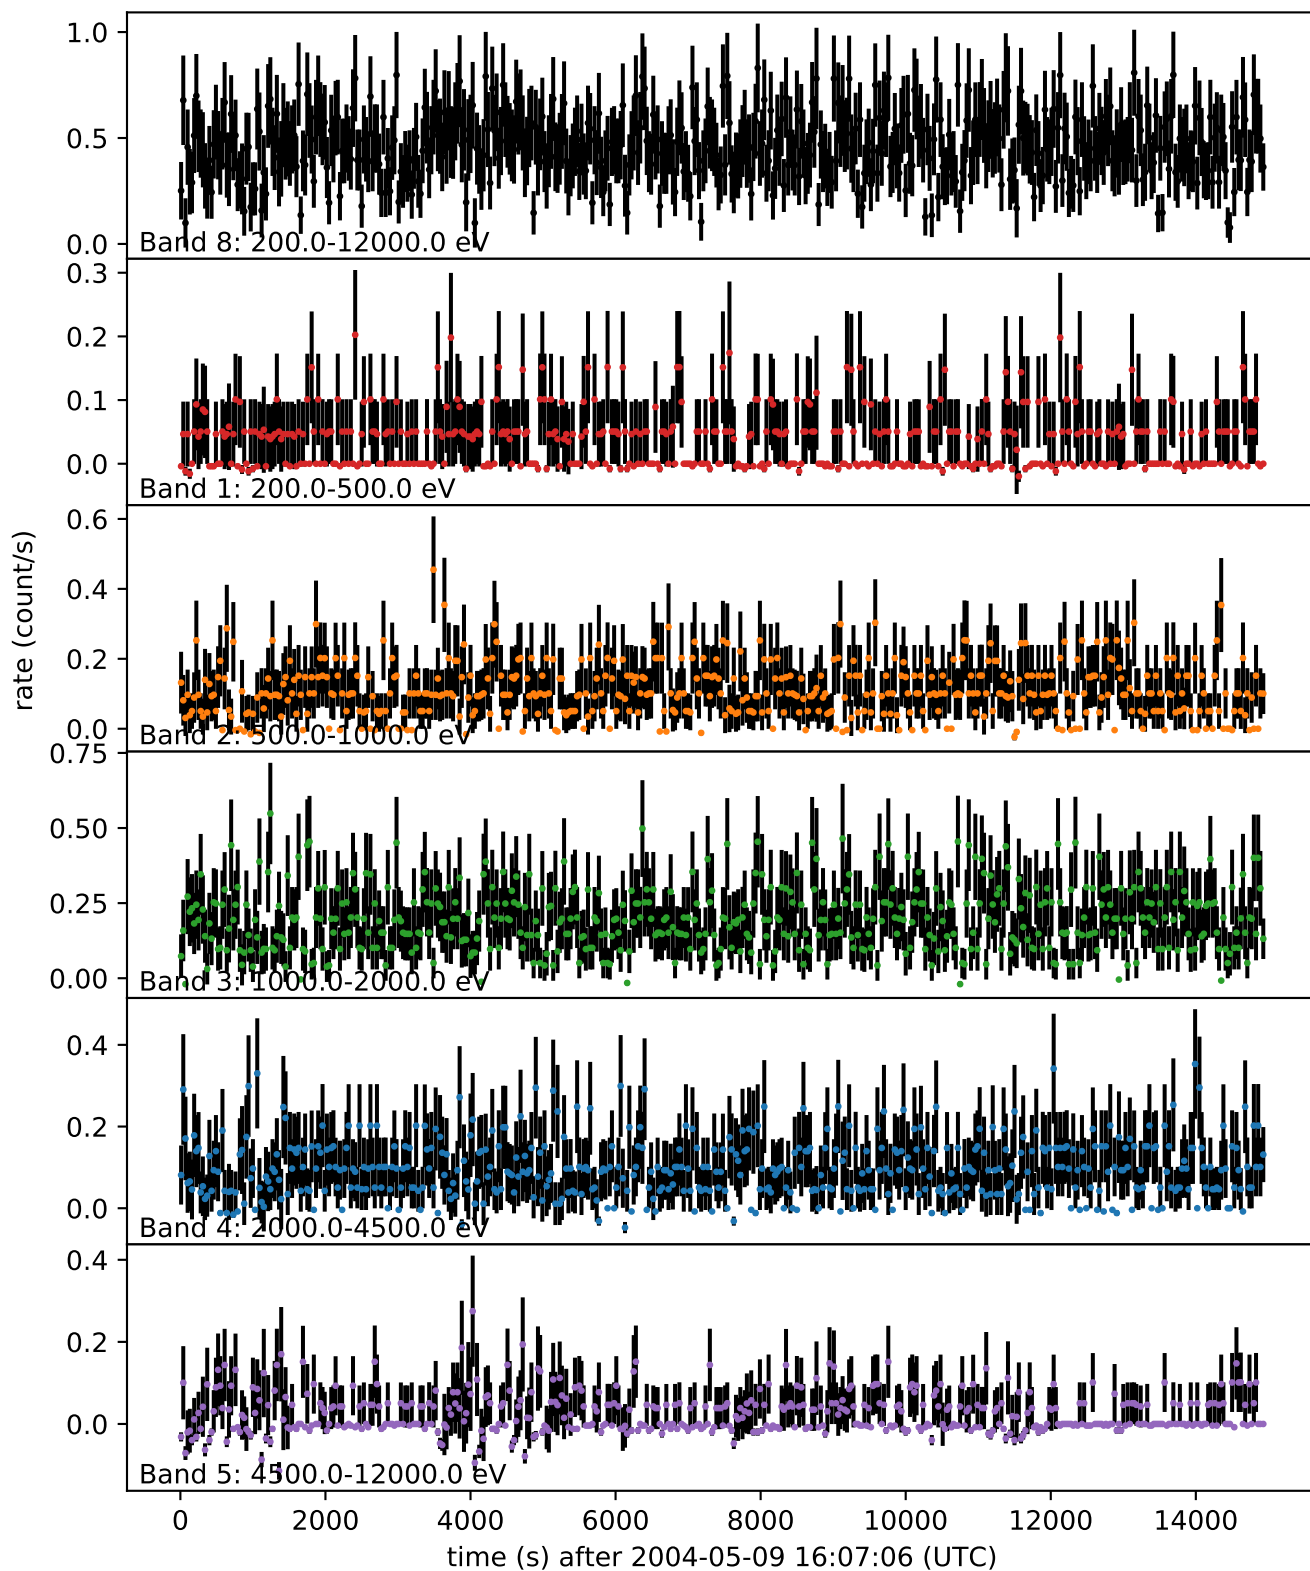 1.0
0.5
0.0
Band 8: 200.0-12000.0 eV
0.3
0.2
0.1
0.0
Band 1: 200.0-500.0 eV
rate (count/s)
0.6
0.4
0.2
0.0
Band 2: 500.0-1000.0 eV
0.75
0.50
0.25
0.00
Band 3: 1000.0-2000.0 eV
0.4
0.2
0.0
Band 4: 2000.0-4500.0 eV
0.4
0.2
0.0
Band 5: 4500.0-12000.0 eV
0 2000 4000 6000 8000 10000 12000 14000
time (s) after 2004-05-09 16:07:06 (UTC)